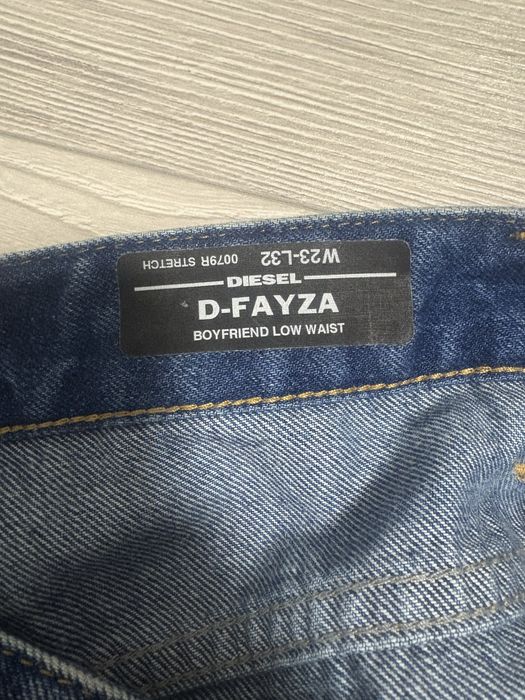 W23-L32 0079R STRETCH
DIESEL
D-FAYZA
BOYFRIEND LOW WAIST